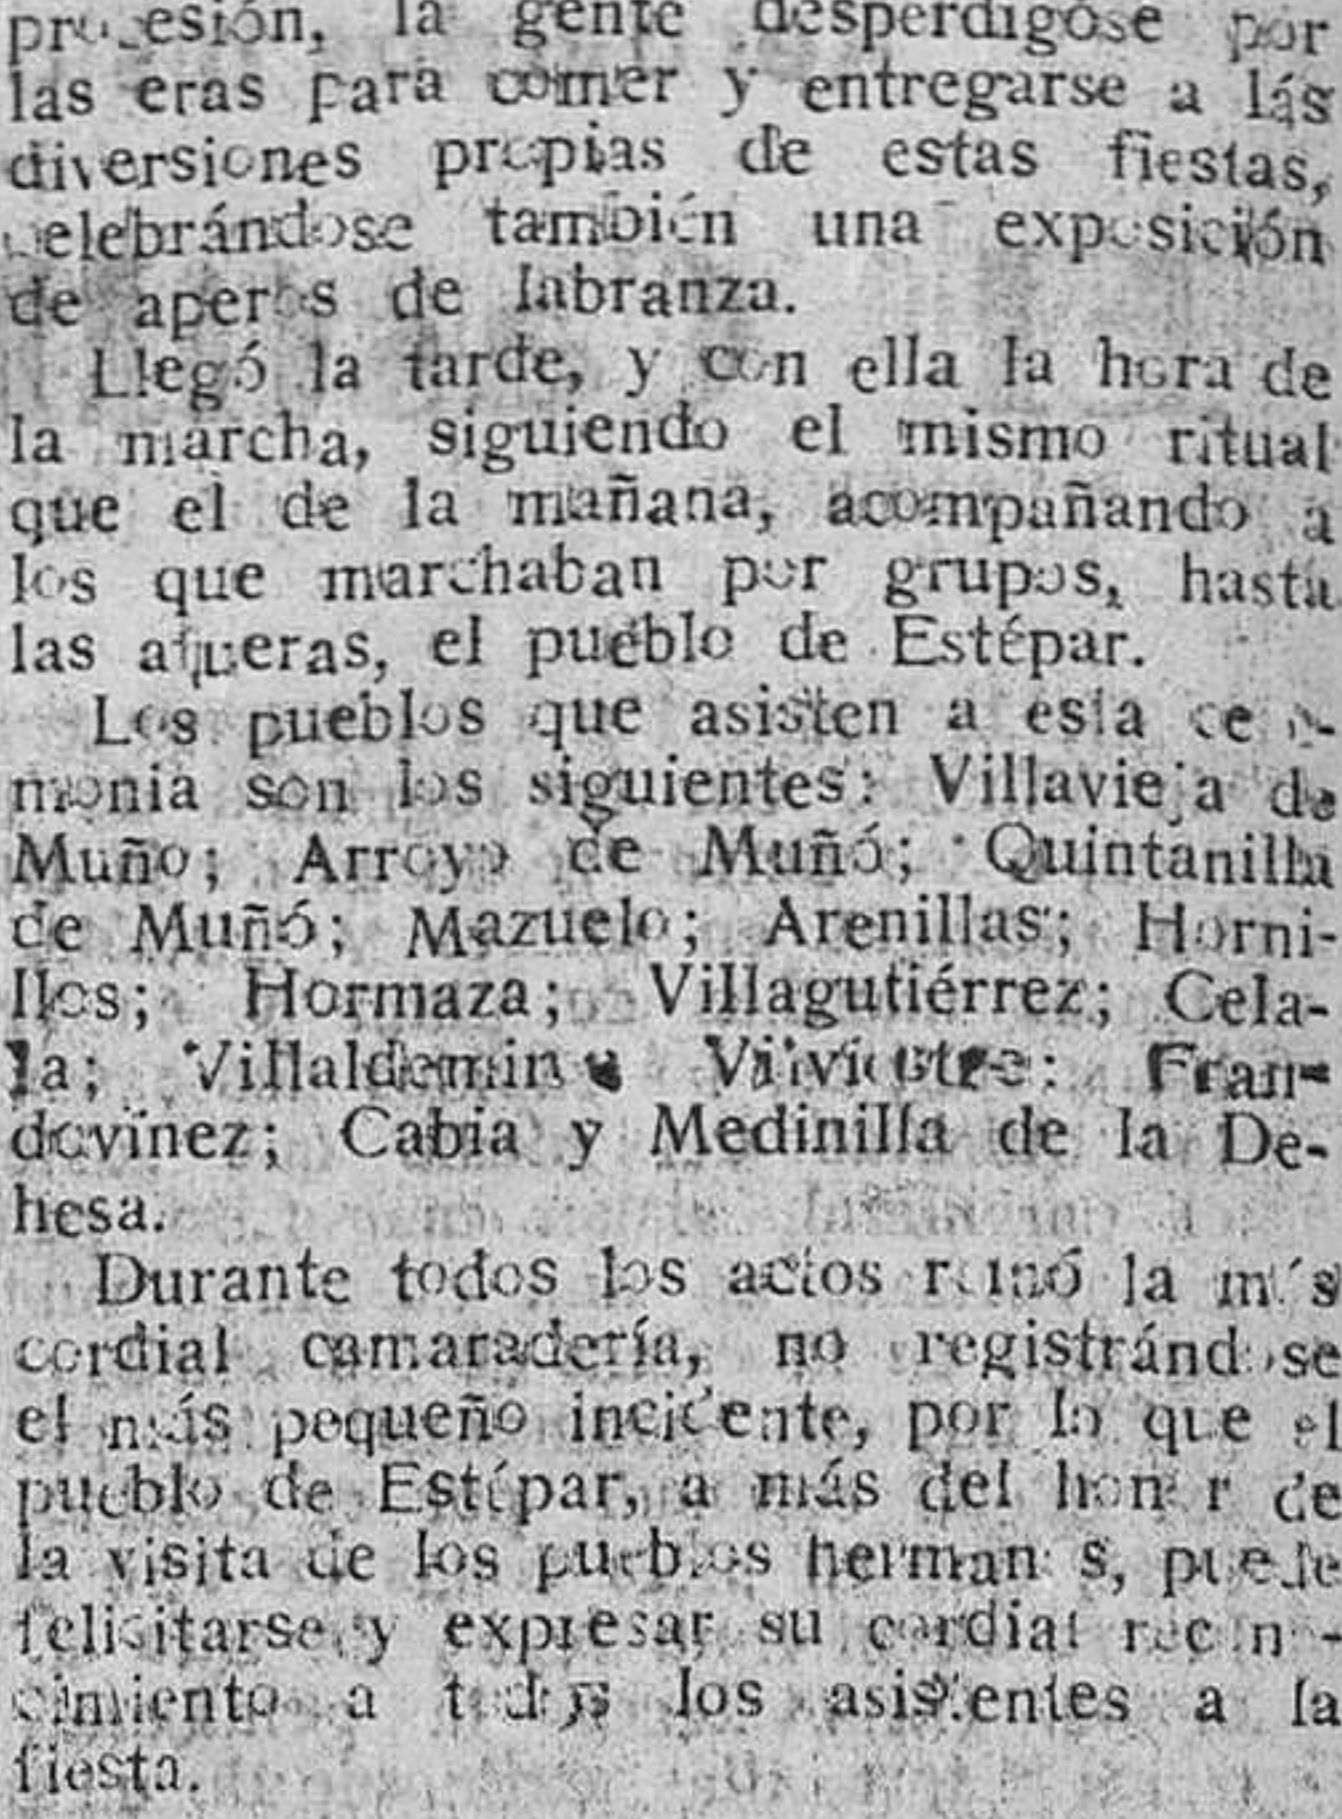 procesión, la gente desperdigóse por
las eras para comer y entregarse a lás
diversiones propias de estas fiestas,
celebrándose también una exposición
de aperos de labranza.
Llegó la tarde, y con ella la hora de
la marcha, siguiendo el mismo ritual
que el de la mañana, acompañando a
los que marchaban por grupos, hasta
las afueras, el pueblo de Estépar.
Los pueblos que asisten a esta cere-
monia son los siguientes: Villavieja de
Muño; Arroyo de Muñó; Quintanilla
de Muñó; Mazuelo; Arenillas; Horni-
llos; Hormaza; Villagutiérrez; Cela-
da; Villaldemiro Vilviestre: Fran-
dovinez; Cabia y Medinilla de la De-
hesa.
Durante todos los actos reinó la más
cordial camaradería, no registrándose
el más pequeño incidente, por lo que el
pueblo de Estépar, a más del honor de
la visita de los pueblos hermanos, puede
felicitarse y expresar su cordial recono-
cimiento a todos los asistentes a la
fiesta.